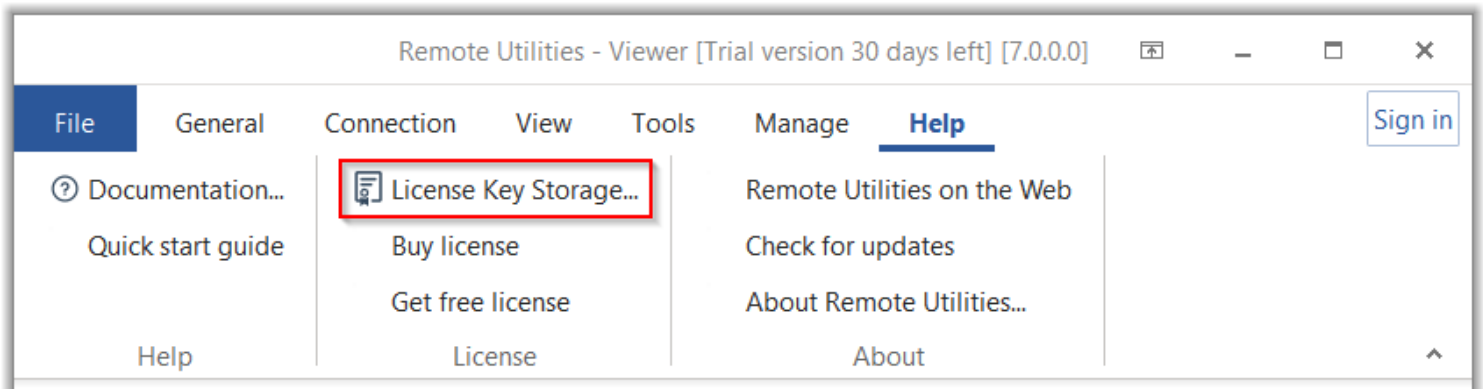 Remote Utilities - Viewer [Trial version 30 days left] [7.0.0.0]
File General Connection View Tools Manage Help Sign in
Documentation... License Key Storage... Remote Utilities on the Web
Quick start guide Buy license Check for updates
Get free license About Remote Utilities...
Help License About